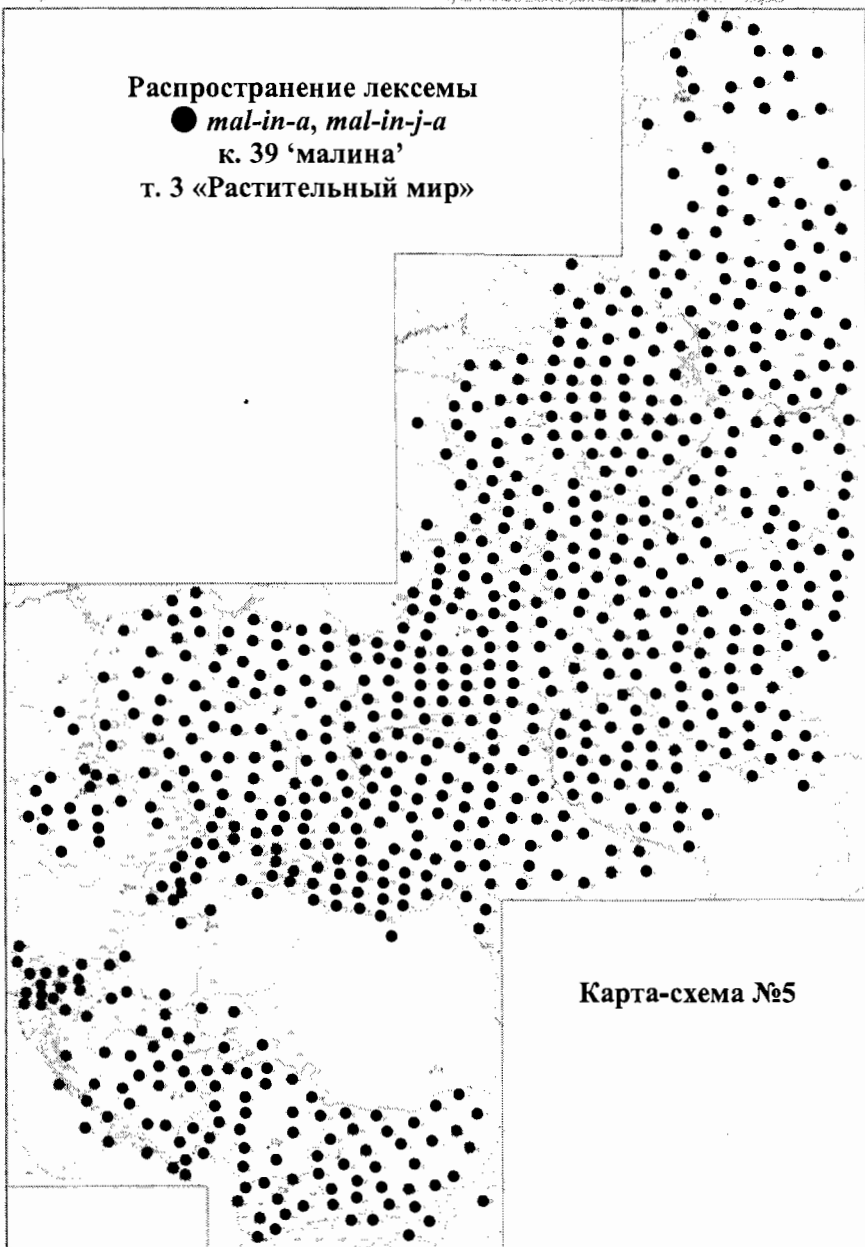 Распространение лексемы
● mal-in-a, mal-in-j-a
к. 39 ‘малина’
т. 3 «Растительный мир»
Карта-схема №5